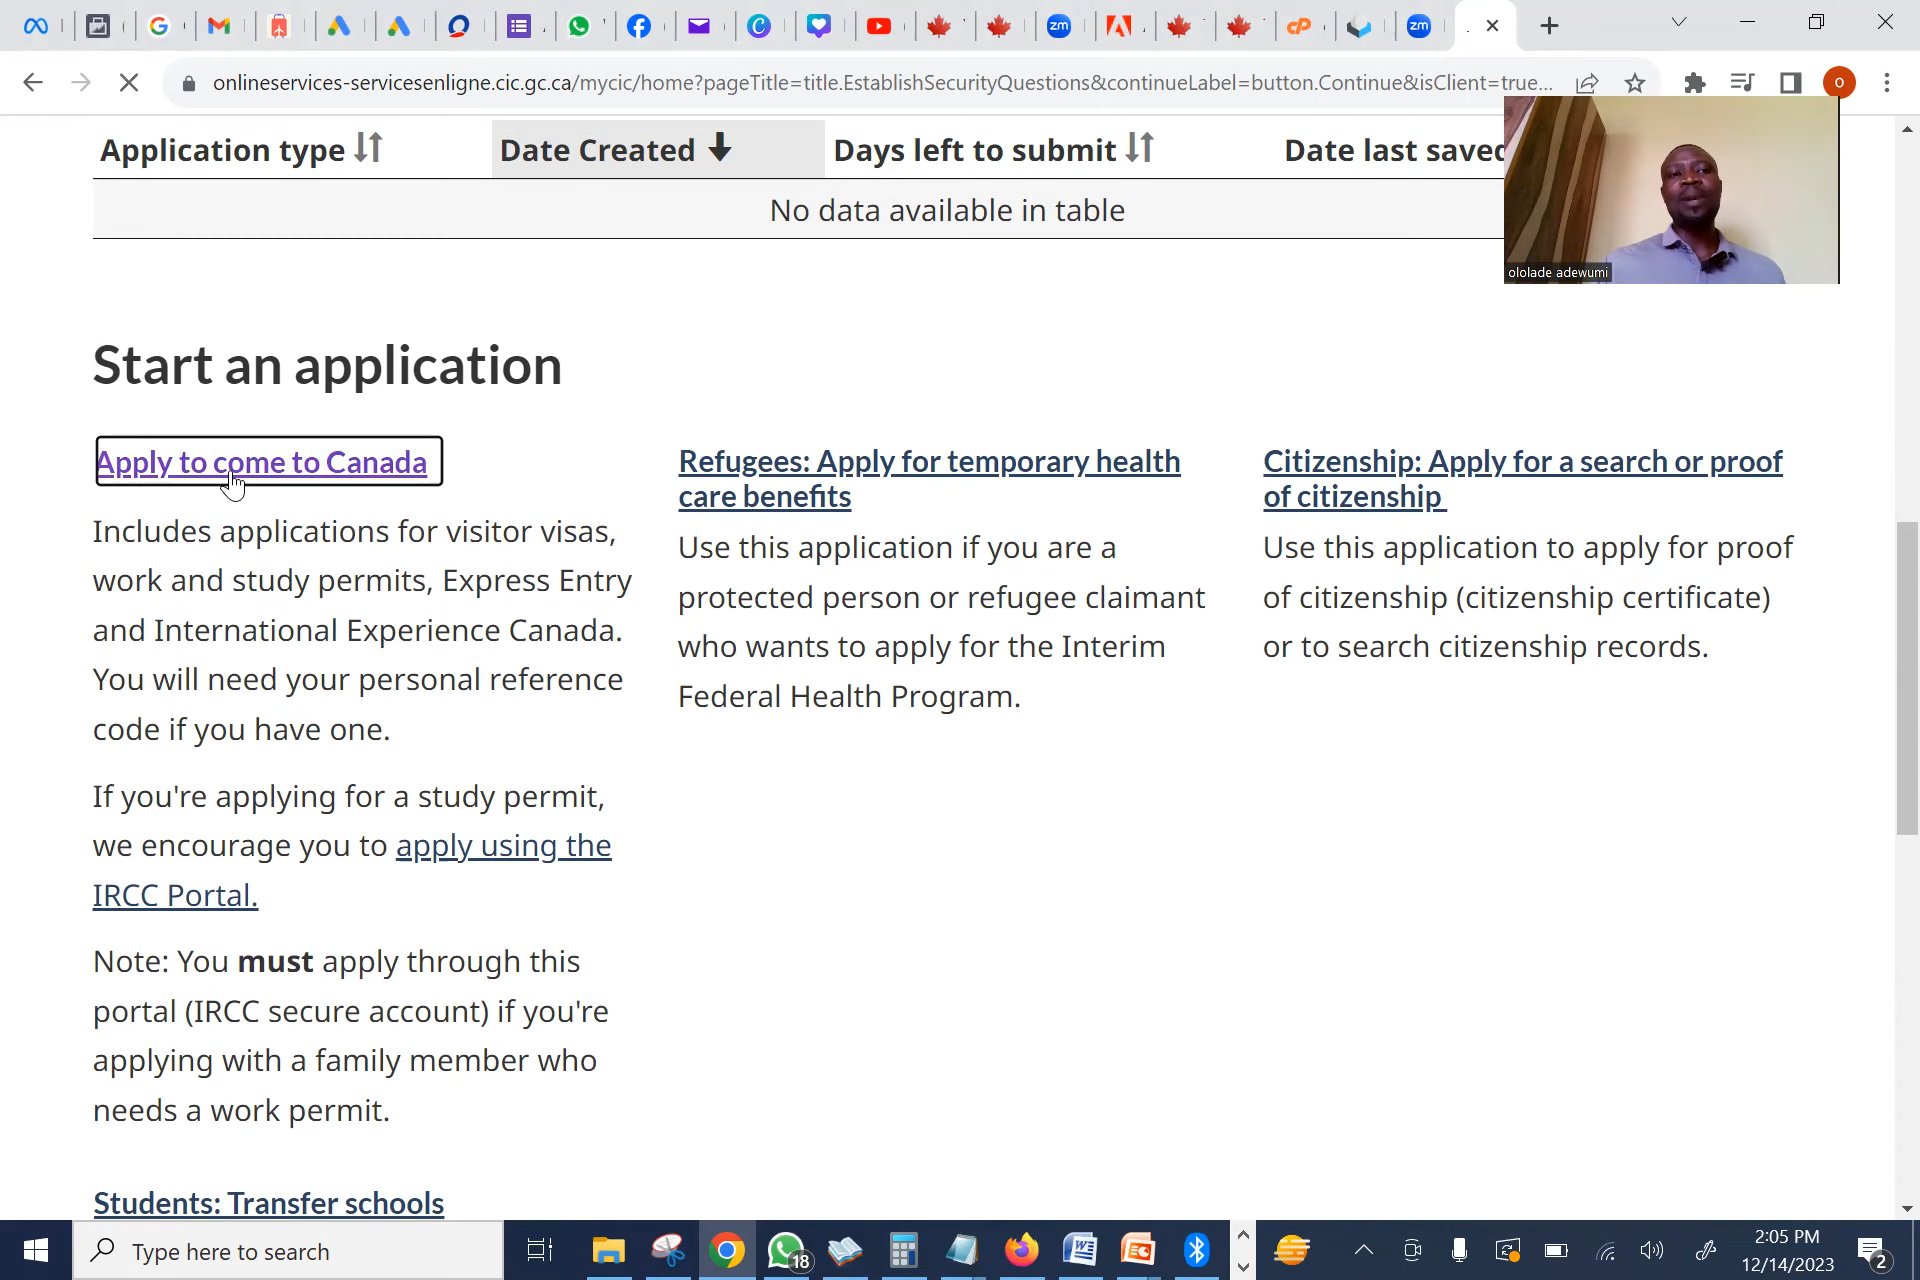 onlineservices-servicesenligne.cic.gc.ca/mycic/home?pageTitle=title.EstablishSecurityQuestions&continueLabel=button.Continue&isClient=true...
Application type
Date Created
Days left to submit
Date last saved
No data available in table
ololade adewumi
Start an application
Apply to come to Canada
Includes applications for visitor visas,
work and study permits, Express Entry
and International Experience Canada.
You will need your personal reference
code if you have one.
If you're applying for a study permit,
we encourage you to apply using the
IRCC Portal.
Note: You must apply through this
portal (IRCC secure account) if you're
applying with a family member who
needs a work permit.
Students: Transfer schools
Refugees: Apply for temporary health
care benefits
Use this application if you are a
protected person or refugee claimant
who wants to apply for the Interim
Federal Health Program.
Citizenship: Apply for a search or proof
of citizenship
Use this application to apply for proof
of citizenship (citizenship certificate)
or to search citizenship records.
Type here to search
18
2:05 PM
12/14/2023
2